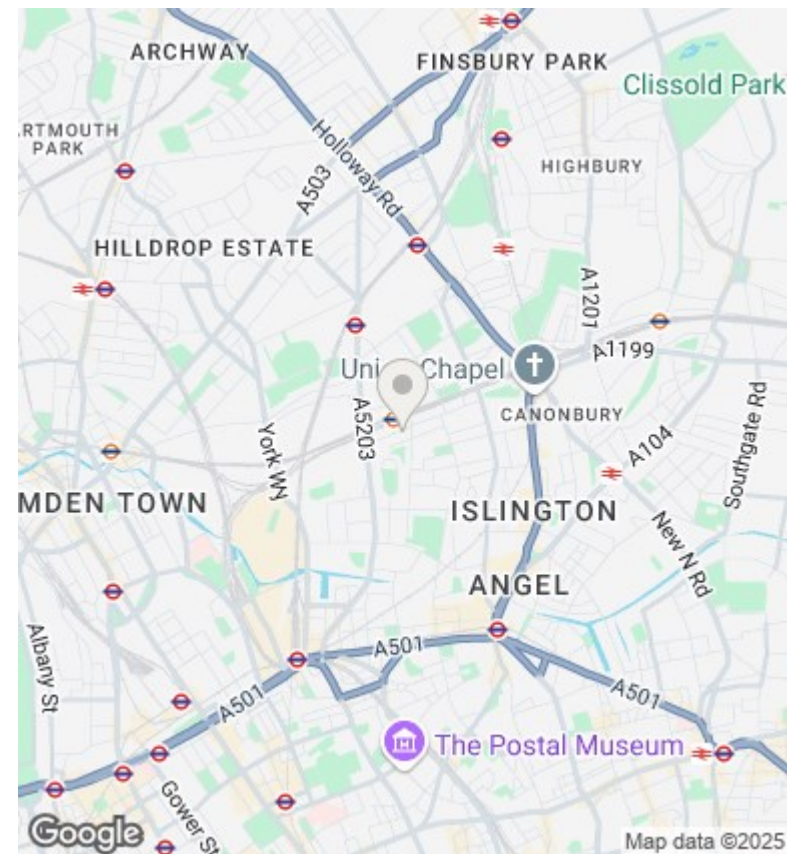 ARCHWAY
FINSBURY PARK
Clissold Park
RTMOUTH
PARK
Holloway Rd
A503
HIGHBURY
HILLDROP ESTATE
A1201
A1199
Chapel
A5203
CANONBURY
York Wy
A104
Southgate Rd
MDEN TOWN
ISLINGTON
New N Rd
ANGEL
Albany St
A501
A501
A501
The Postal Museum
Gower St
Google
Map data ©2025